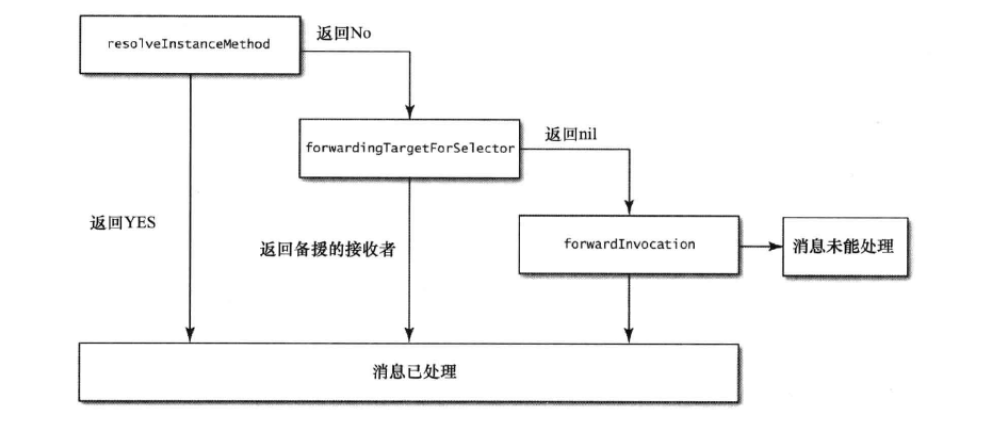 resolveInstanceMethod
返回No
forwardingTargetForSelector
返回nil
返回YES
返回备援的接收者
forwardInvocation
消息未能处理
消息已处理